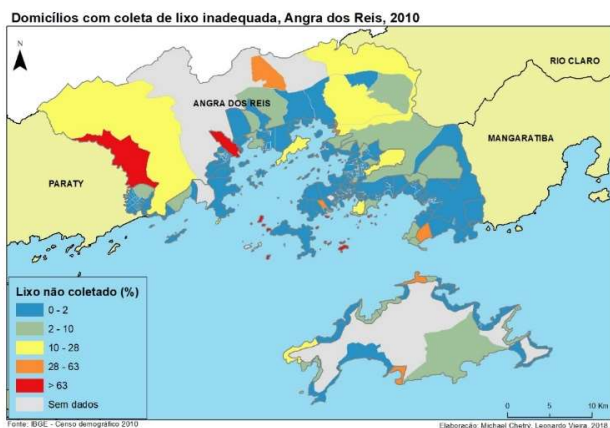 Domicílios com coleta de lixo inadequada, Angra dos Reis, 2010
N
RIO CLARO
ANGRA DOS REIS
MANGARATIBA
PARATY
Lixo não coletado (%)
0 - 2
2 - 10
10 - 28
28 - 63
> 63
Sem dados
0 5 10 Km
Fonte: IBGE - Censo demográfico 2010
Elaboração: Michael Chetry, Leonardo Vieira, 2018